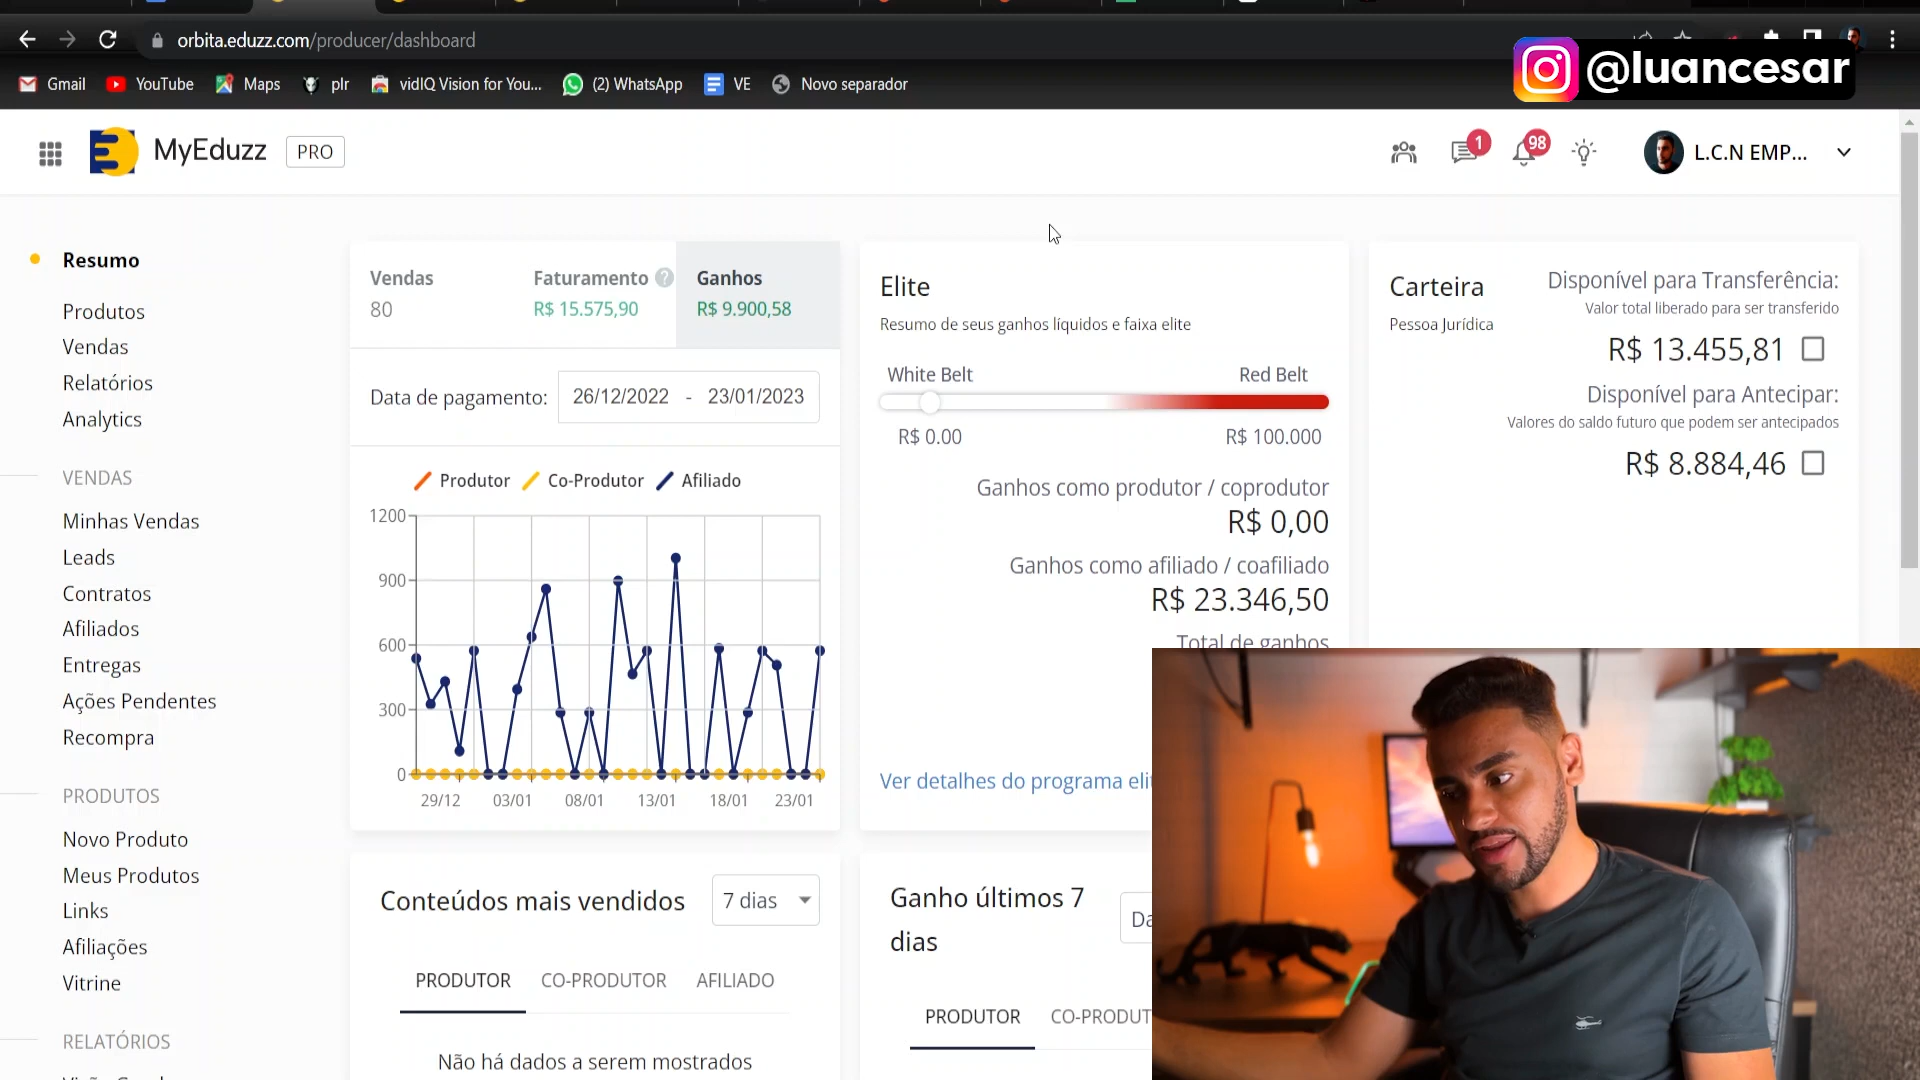 orbita.eduzz.com/producer/dashboard
@luancesar
Gmail YouTube Maps plr vidIQ Vision for You... (2) WhatsApp VE Novo separador
MyEduzz PRO
1
98
L.C.N EMP...
Resumo
Produtos
Vendas
Relatórios
Analytics
VENDAS
Minhas Vendas
Leads
Contratos
Afiliados
Entregas
Ações Pendentes
Recompra
PRODUTOS
Novo Produto
Meus Produtos
Links
Afiliações
Vitrine
RELATÓRIOS
Vendas Faturamento ? Ganhos
80 R$ 15.575,90 R$ 9.900,58
Data de pagamento: 26/12/2022 - 23/01/2023
Produtor Co-Produtor Afiliado
1200
900
600
300
0
29/12 03/01 08/01 13/01 18/01 23/01
Elite
Resumo de seus ganhos líquidos e faixa elite
White Belt Red Belt
R$ 0.00 R$ 100.000
Ganhos como produtor / coprodutor
R$ 0,00
Ganhos como afiliado / coafiliado
R$ 23.346,50
Total de ganhos
Ver detalhes do programa elit
Carteira
Pessoa Jurídica
Disponível para Transferência:
Valor total liberado para ser transferido
R$ 13.455,81
Disponível para Antecipar:
Valores do saldo futuro que podem ser antecipados
R$ 8.884,46
Conteúdos mais vendidos 7 dias
PRODUTOR CO-PRODUTOR AFILIADO
Não há dados a serem mostrados
Ganho últimos 7
dias
Da
PRODUTOR CO-PRODUT